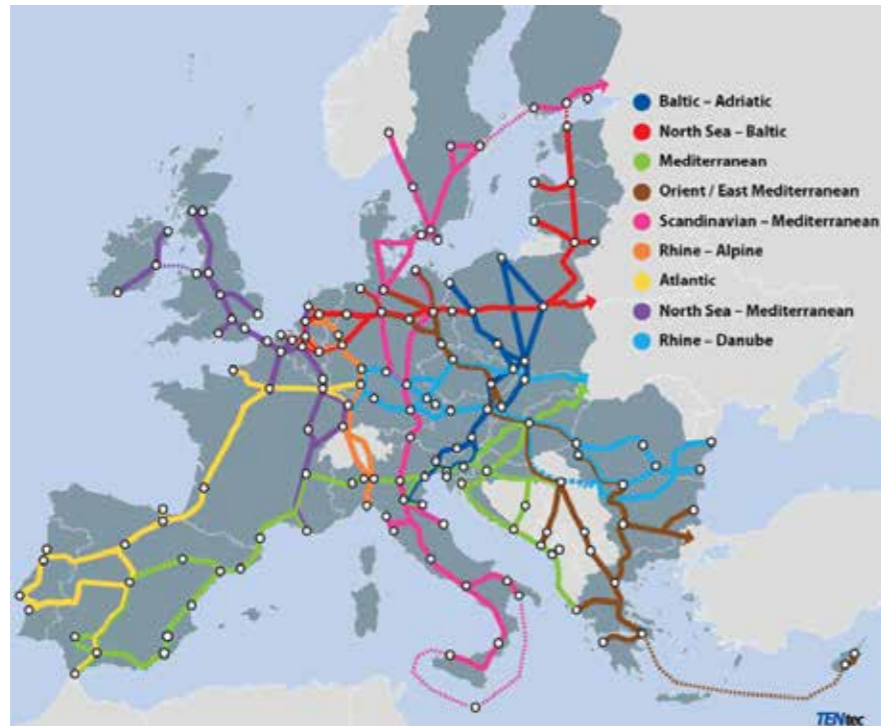 Baltic – Adriatic
North Sea – Baltic
Mediterranean
Orient / East Mediterranean
Scandinavian – Mediterranean
Rhine – Alpine
Atlantic
North Sea – Mediterranean
Rhine – Danube
TENtec